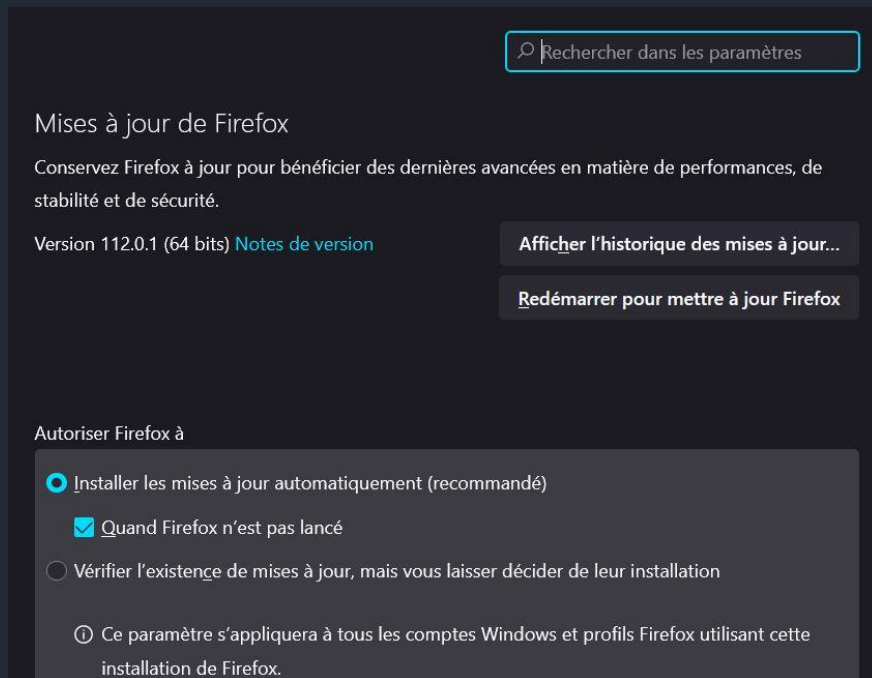 Rechercher dans les paramètres
Mises à jour de Firefox
Conservez Firefox à jour pour bénéficier des dernières avancées en matière de performances, de
stabilité et de sécurité.
Version 112.0.1 (64 bits) Notes de version
Afficher l’historique des mises à jour...
Redémarrer pour mettre à jour Firefox
Autoriser Firefox à
Installer les mises à jour automatiquement (recommandé)
Quand Firefox n’est pas lancé
Vérifier l’existence de mises à jour, mais vous laisser décider de leur installation
Ce paramètre s’appliquera à tous les comptes Windows et profils Firefox utilisant cette
installation de Firefox.